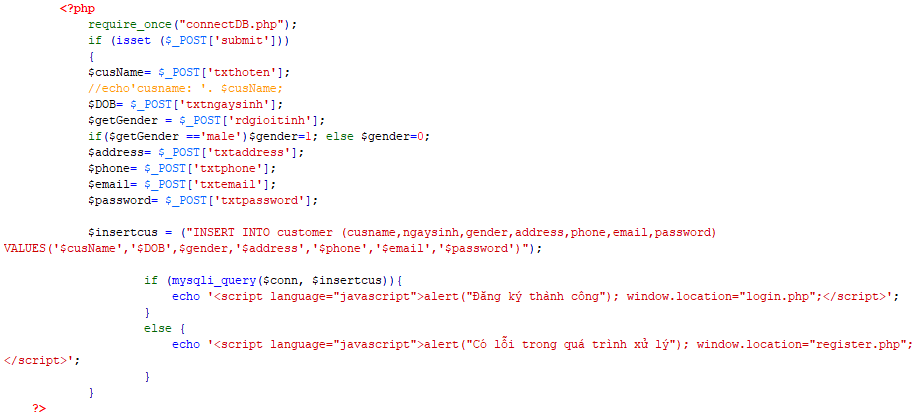 <?php
require_once("connectDB.php");
if (isset ($_POST['submit']))
{
$cusName= $_POST['txthoten'];
//echo'cusname: '. $cusName;
$DOB= $_POST['txtngaysinh'];
$getGender = $_POST['rdgioitinh'];
if($getGender =='male')$gender=1; else $gender=0;
$address= $_POST['txtaddress'];
$phone= $_POST['txtphone'];
$email= $_POST['txtemail'];
$password= $_POST['txtpassword'];
$insertcus = ("INSERT INTO customer (cusname,ngaysinh,gender,address,phone,email,password)
VALUES('$cusName','$DOB',$gender,'$address','$phone','$email','$password')");
if (mysqli_query($conn, $insertcus)){
echo '<script language="javascript">alert("Đăng ký thành công"); window.location="login.php";</script>';
}
else {
echo '<script language="javascript">alert("Có lỗi trong quá trình xử lý"); window.location="register.php";
</script>';
}
}
?>